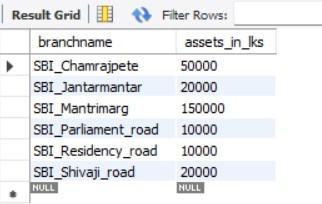 Result Grid Filter Rows:
branchname assets_in_lks
SBI_Chamrajpete 50000
SBI_Jantarmantar 20000
SBI_Mantrimarg 150000
SBI_Parliament_road 10000
SBI_Residency_road 10000
SBI_Shivaji_road 20000
NULL NULL